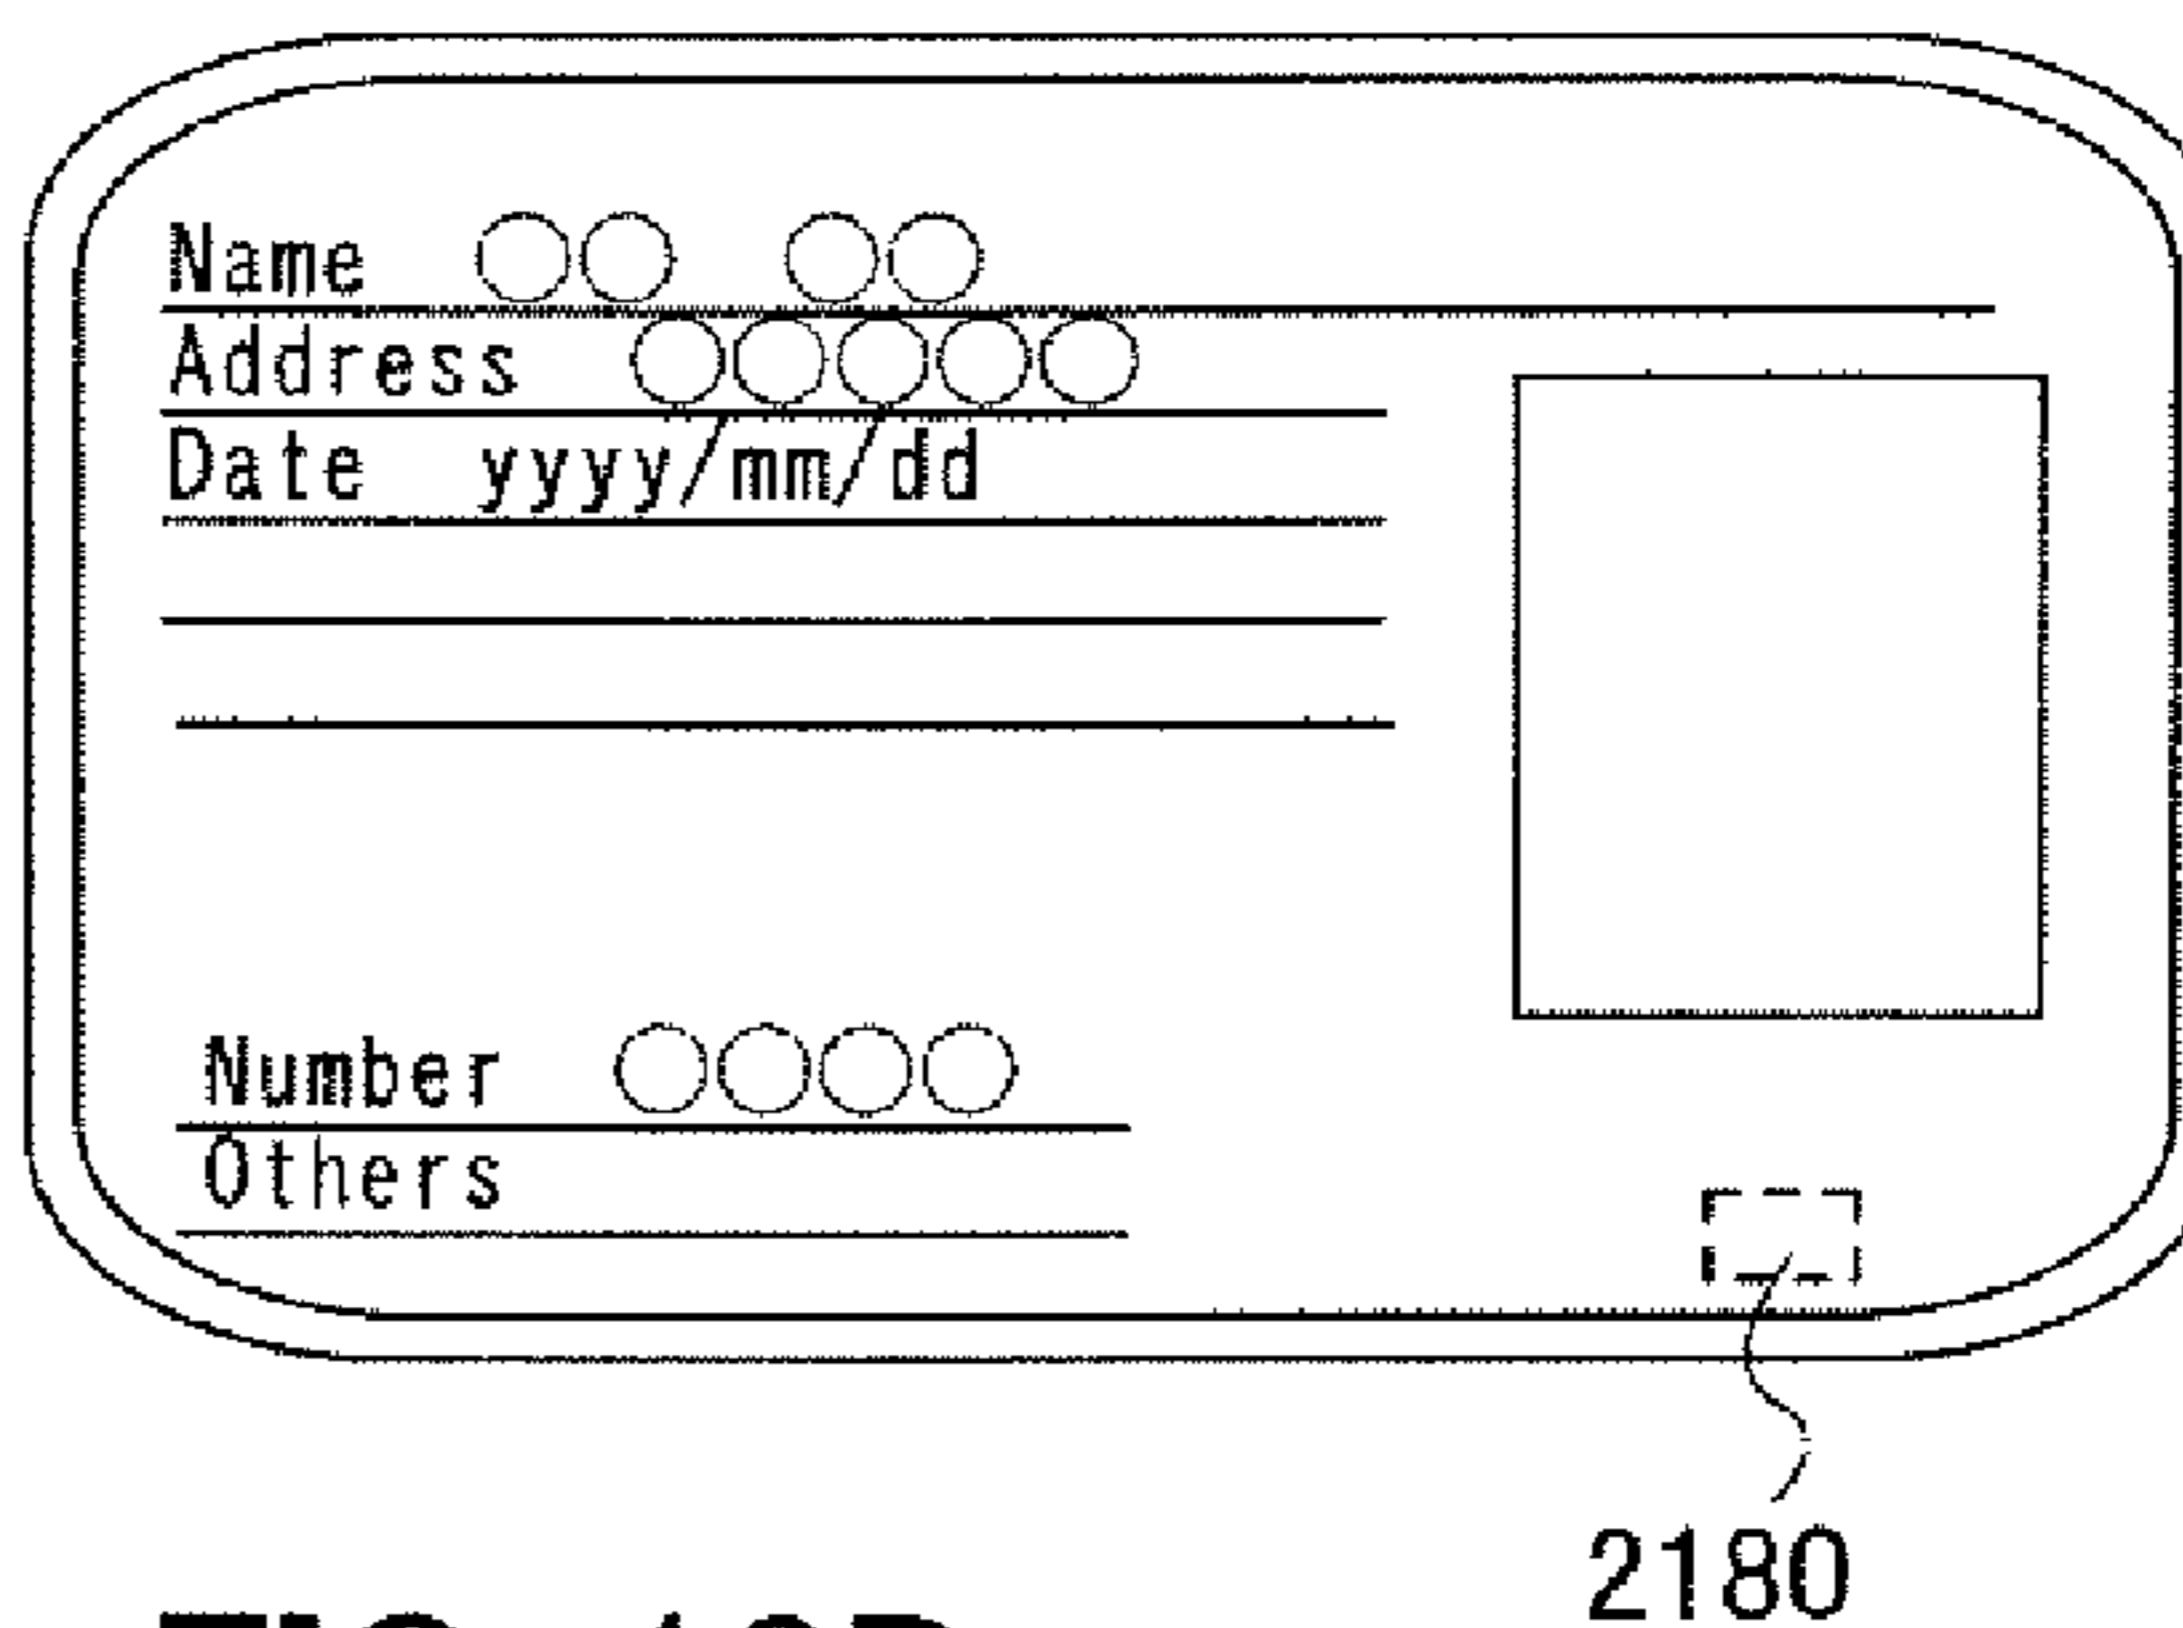 Name ○○ ○○
Address ○○○○○
Date yyyy/mm/dd
Number ○○○○
Others
2180